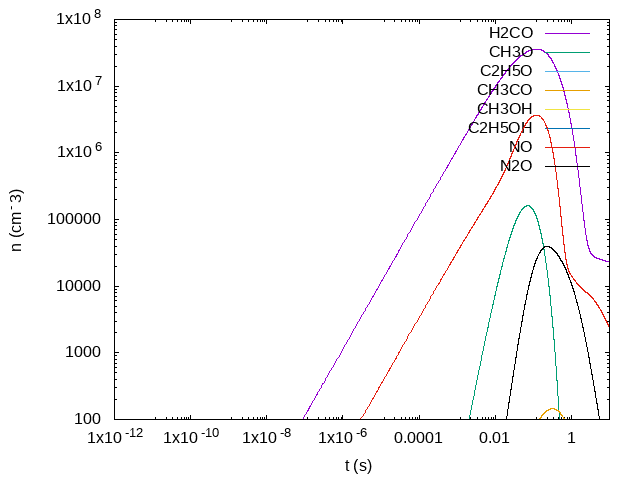 1x10^8
1x10^7
1x10^6
100000
10000
1000
100
n (cm^-3)
H2CO
CH3O
C2H5O
CH3CO
CH3OH
C2H5OH
NO
N2O
1x10^-12 1x10^-10 1x10^-8 1x10^-6 0.0001 0.01 1
t (s)